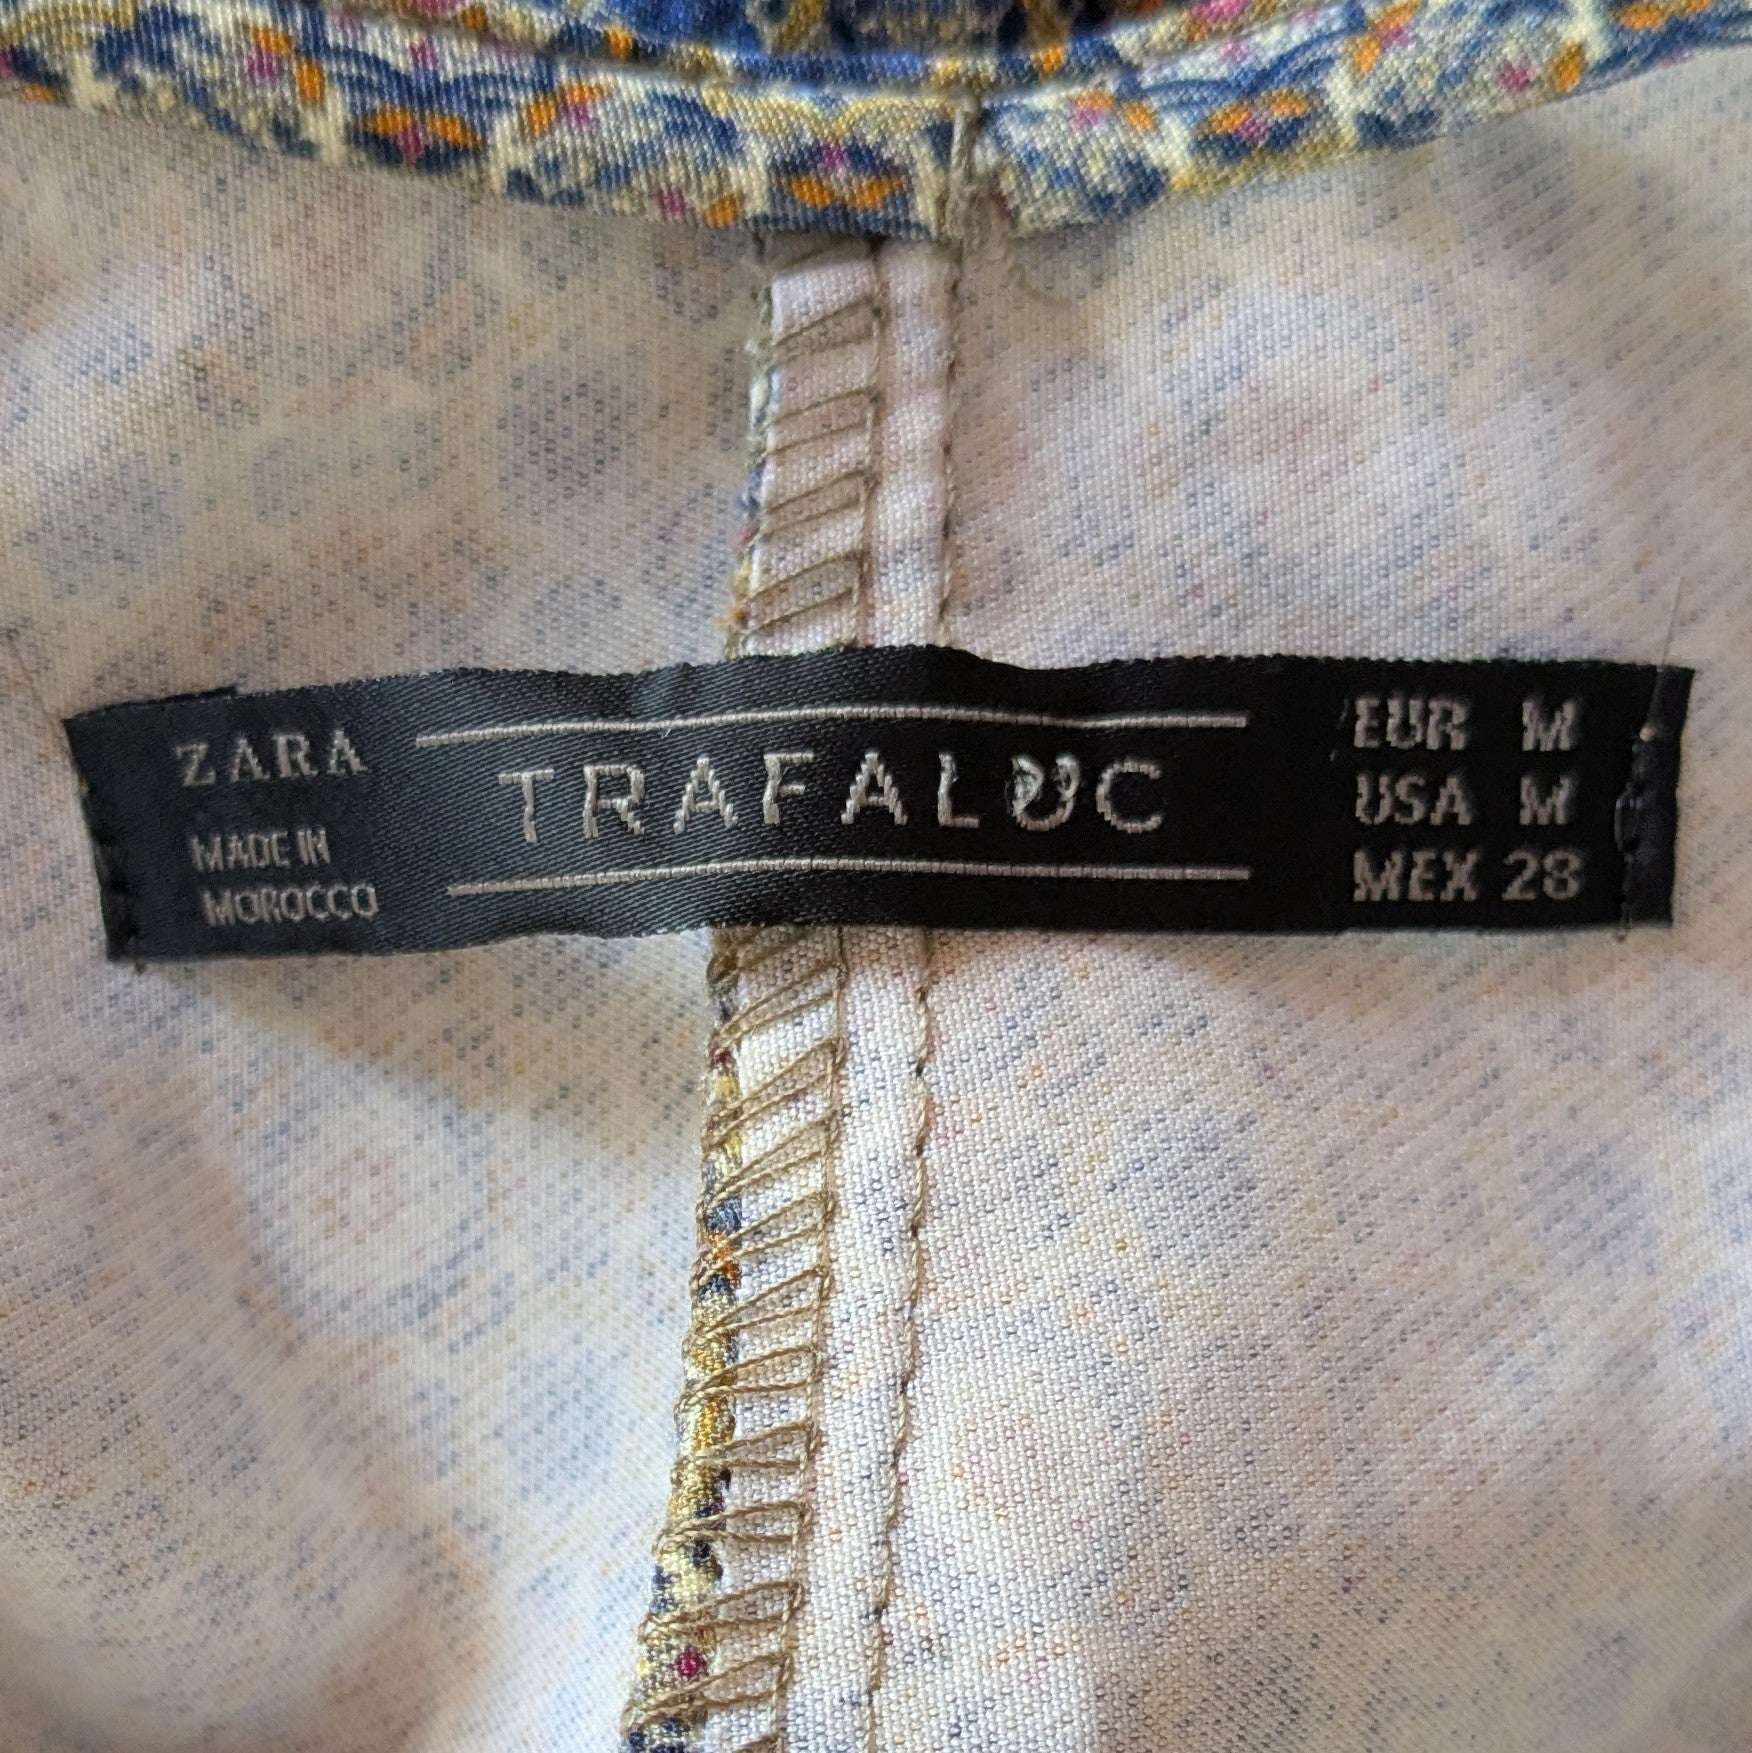 ZARA
MADE IN
MOROCCO
TRAFALUC
EUR M
USA M
MEX 28